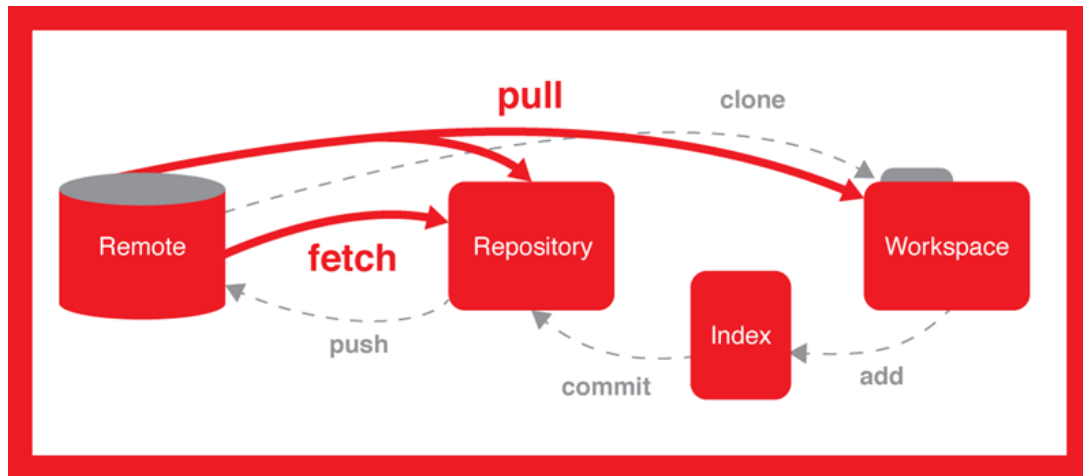 pull
clone
Remote
fetch
Repository
Workspace
push
Index
commit
add